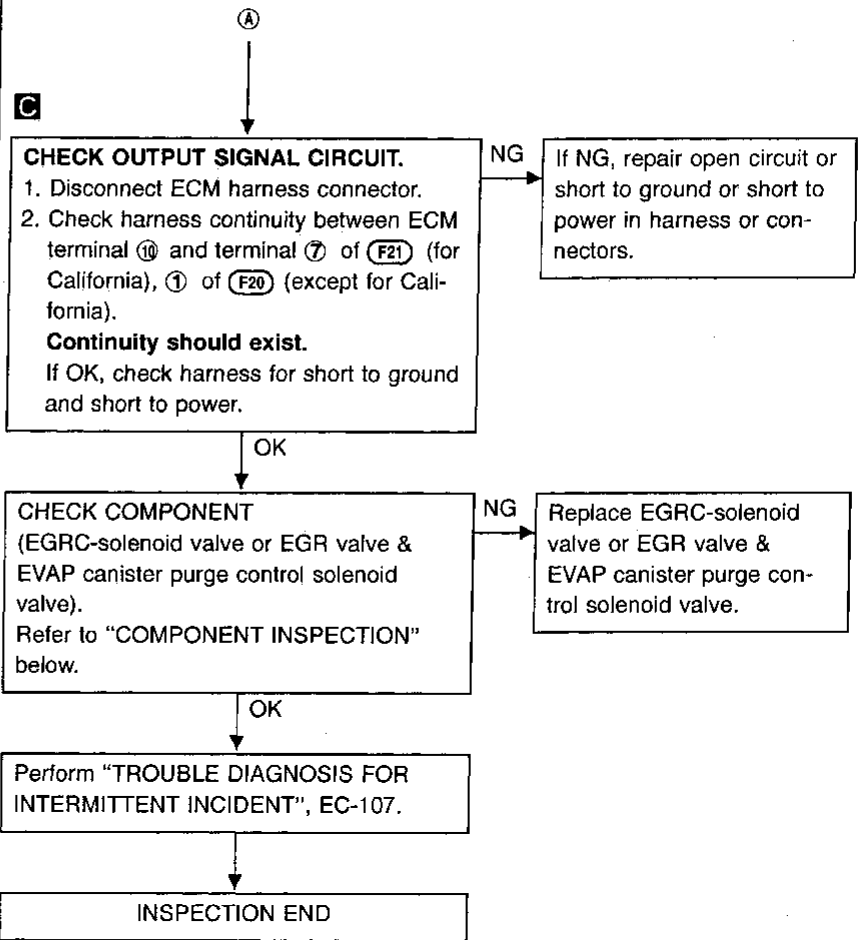 Ⓐ
C
CHECK OUTPUT SIGNAL CIRCUIT.
1. Disconnect ECM harness connector.
2. Check harness continuity between ECM
terminal ⑩ and terminal ⑦ of F21 (for
California), ① of F20 (except for Cali-
fornia).
Continuity should exist.
If OK, check harness for short to ground
and short to power.
NG
If NG, repair open circuit or
short to ground or short to
power in harness or con-
nectors.
OK
CHECK COMPONENT
(EGRC-solenoid valve or EGR valve &
EVAP canister purge control solenoid
valve).
Refer to “COMPONENT INSPECTION”
below.
NG
Replace EGRC-solenoid
valve or EGR valve &
EVAP canister purge con-
trol solenoid valve.
OK
Perform “TROUBLE DIAGNOSIS FOR
INTERMITTENT INCIDENT”, EC-107.
INSPECTION END